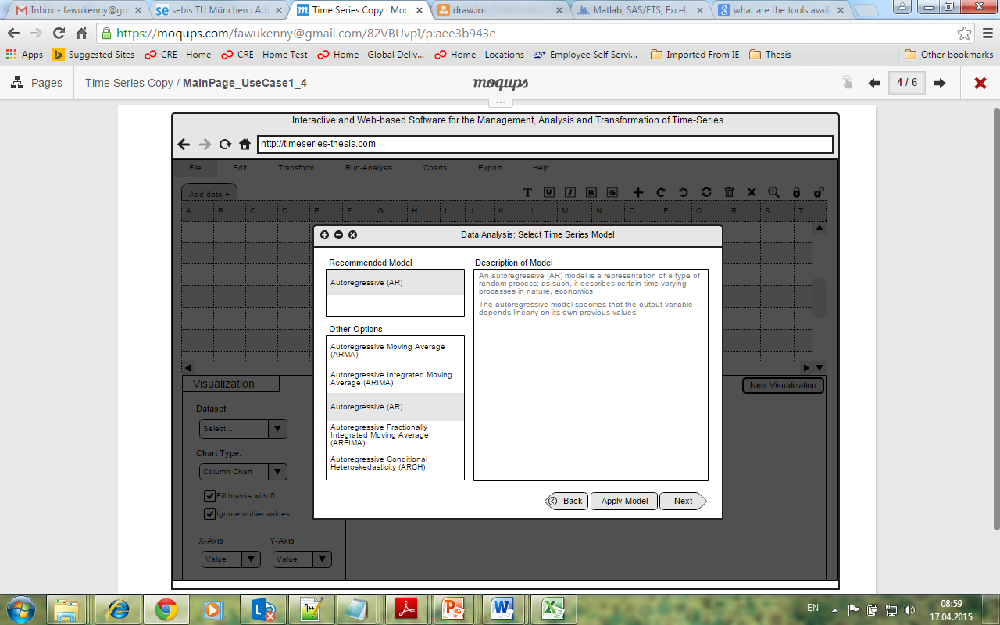 Inbox - fawukenny@gm
sebis TU München : Adv
Time Series Copy · Moq
draw.io
Matlab, SAS/ETS, Excel,
what are the tools avail
https://moqups.com/fawukenny@gmail.com/82VBUvpI/p:aee3b943e
Apps
Suggested Sites
CRE - Home
CRE - Home Test
Home - Global Deliv...
Home - Locations
Employee Self Servi...
Imported From IE
Thesis
Other bookmarks
Pages
Time Series Copy / MainPage_UseCase1_4
moqups
4 / 6
Interactive and Web-based Software for the Management, Analysis and Transformation of Time-Series
http://timeseries-thesis.com
File Edit Transform Run-Analysis Charts Export Help
Add data +
T U i B S
A B C D E F G H I J K L M N O P Q R S T
Data Analysis: Select Time Series Model
Recommended Model
Autoregressive (AR)
Other Options
Autoregressive Moving Average
(ARMA)
Autoregressive Integrated Moving
Average (ARIMA)
Autoregressive (AR)
Autoregressive Fractionally
Integrated Moving Average
(ARFIMA)
Autoregressive Conditional
Heteroskedasticity (ARCH)
Description of Model
An autoregressive (AR) model is a representation of a type of
random process; as such, it describes certain time-varying
processes in nature, economics
The autoregressive model specifies that the output variable
depends linearly on its own previous values.
Back
Apply Model
Next
Visualization
New Visualization
Dataset:
Select...
Chart Type:
Column Chart
Fill blanks with 0
Ignore outlier values
X-Axis Y-Axis
Value Value
EN
08:59
17.04.2015